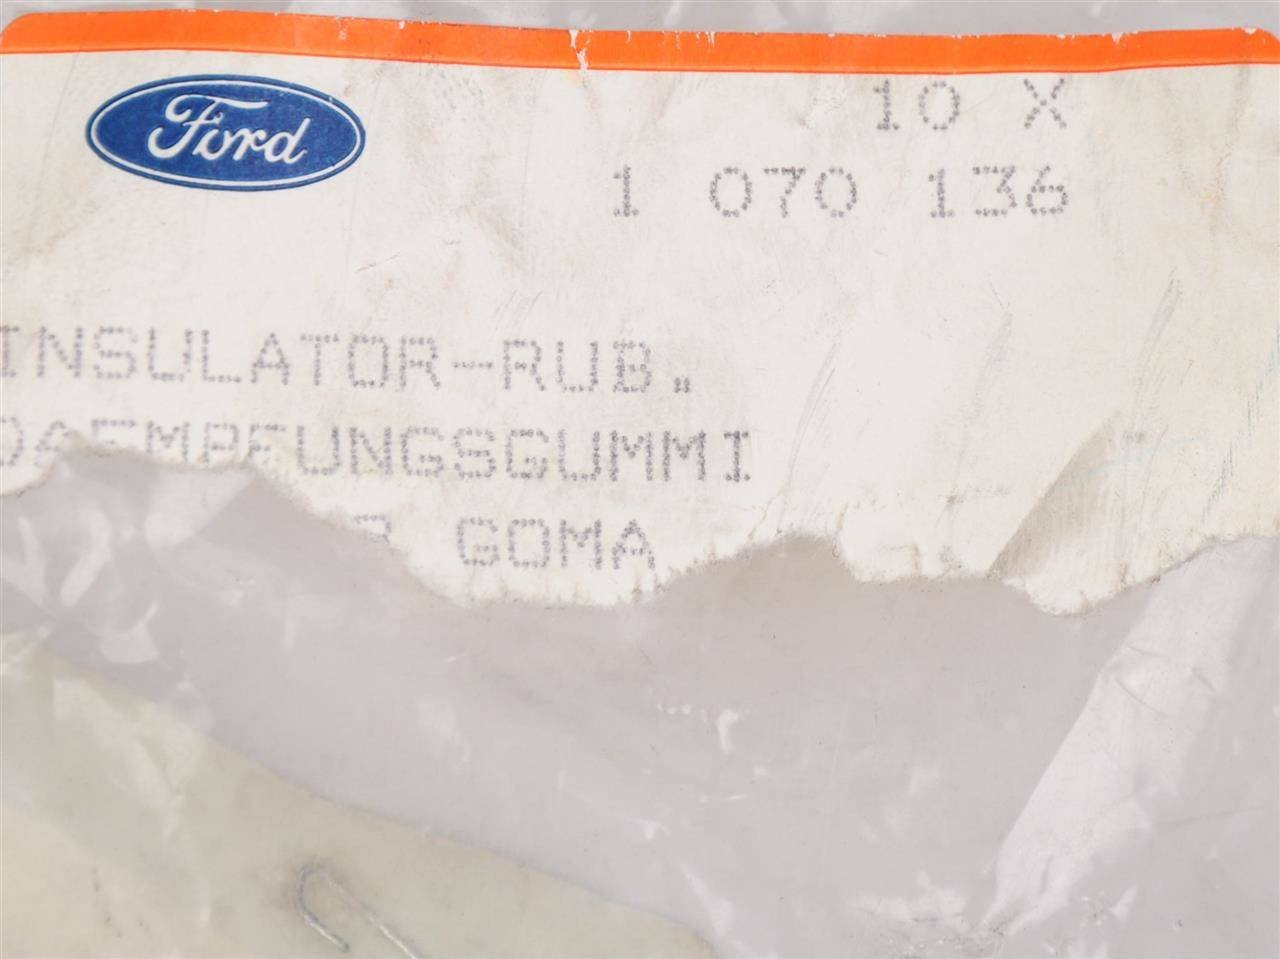 Ford
10 X
1 070 136
INSULATOR-RUB.
DAEMPFUNGSGUMMI
GOMA